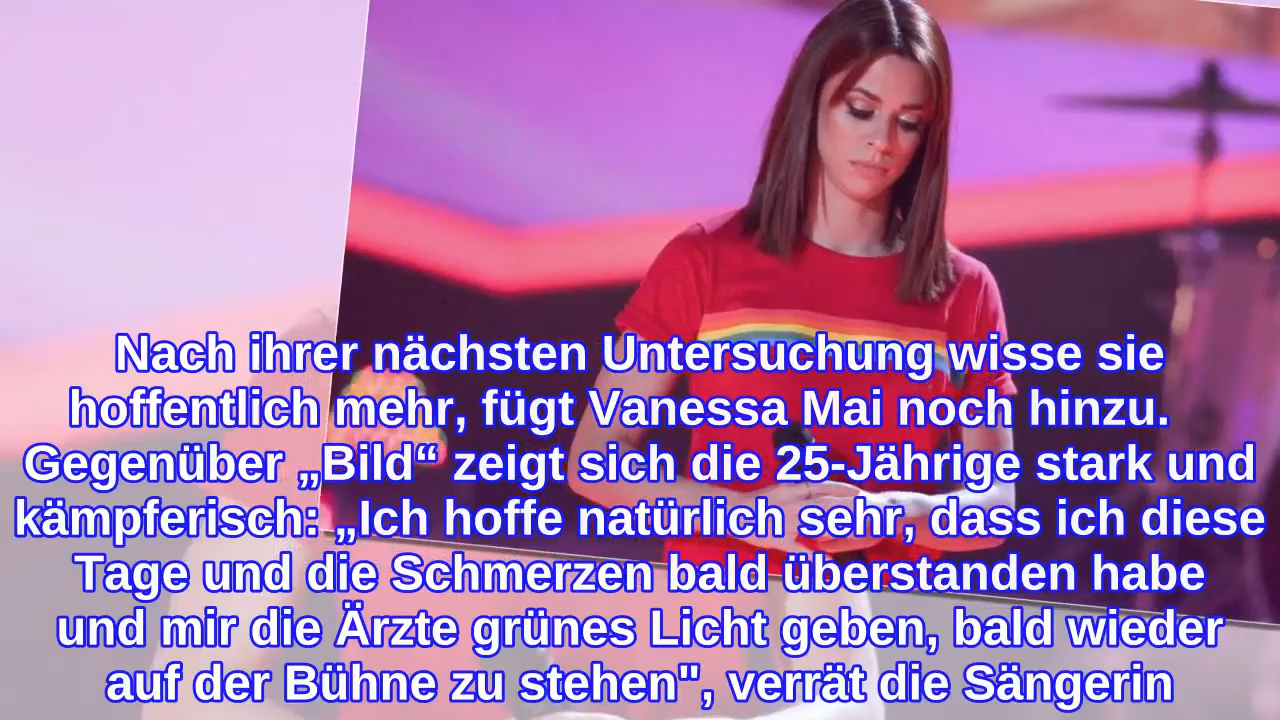 Nach ihrer nächsten Untersuchung wisse sie
hoffentlich mehr, fügt Vanessa Mai noch hinzu.
Gegenüber „Bild“ zeigt sich die 25-Jährige stark und
kämpferisch: „Ich hoffe natürlich sehr, dass ich diese
Tage und die Schmerzen bald überstanden habe
und mir die Ärzte grünes Licht geben, bald wieder
auf der Bühne zu stehen", verrät die Sängerin